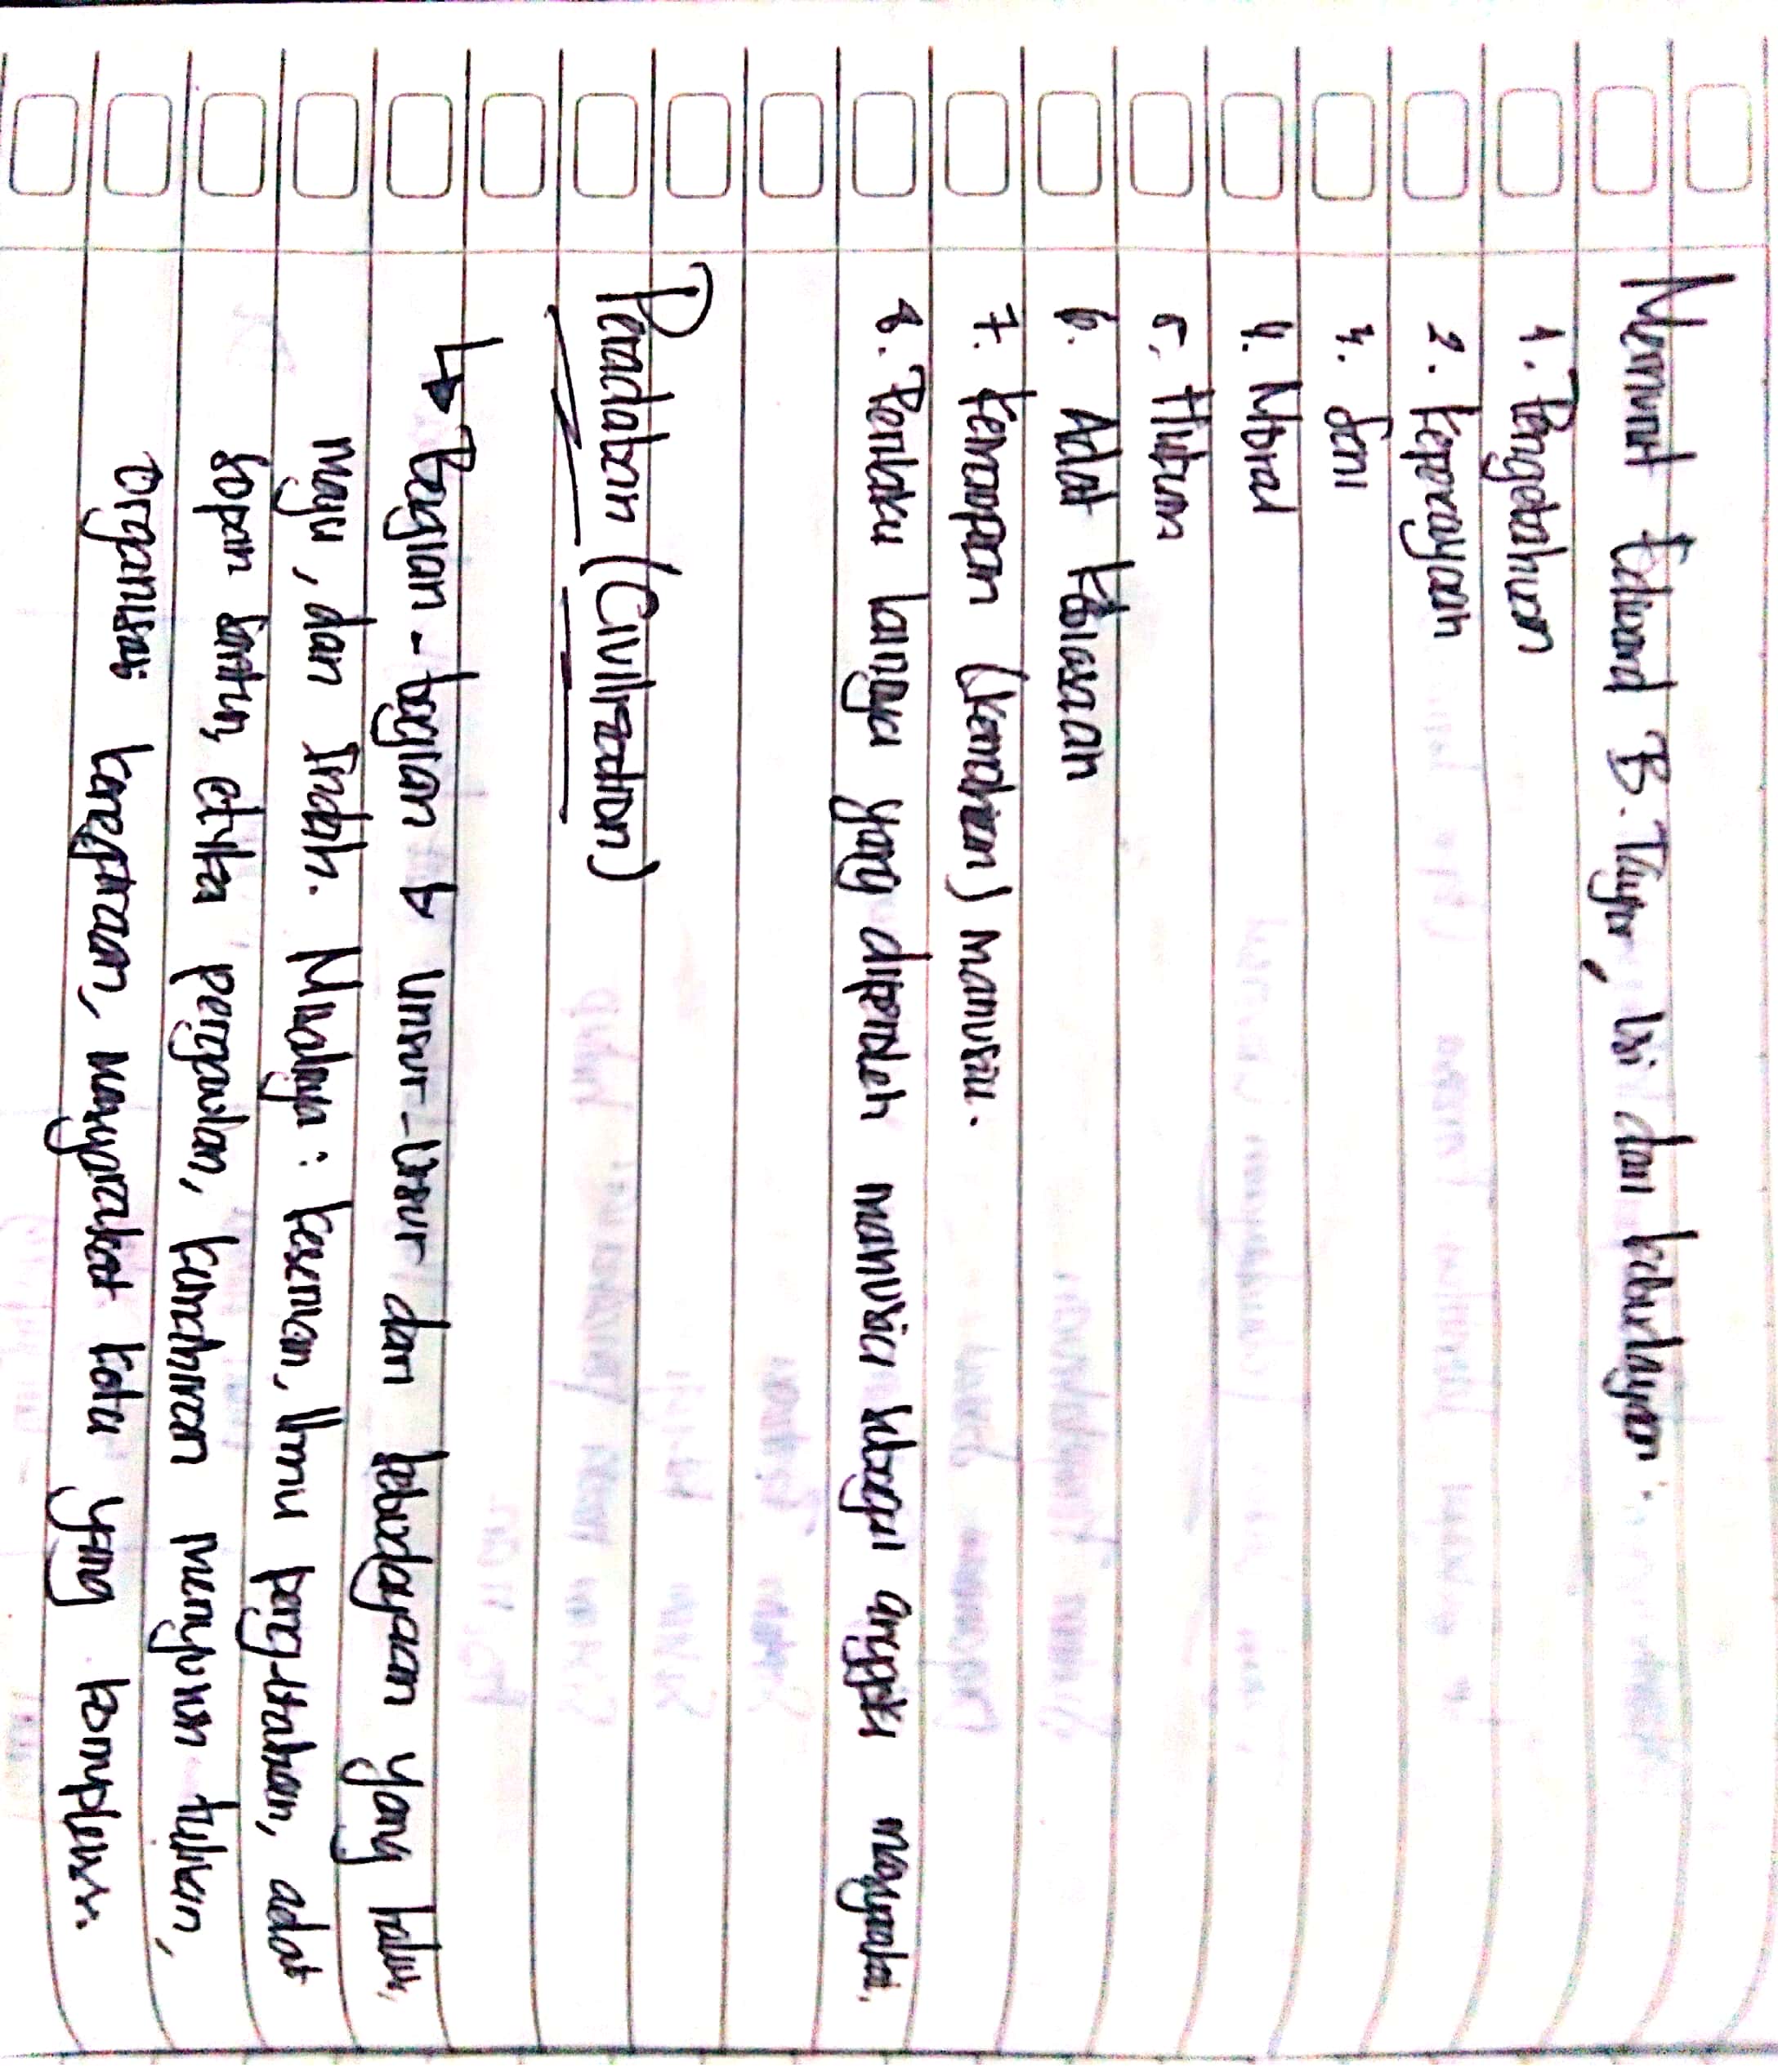 Menurut Edward B. Taylor, isi dari kebudayaan.
1. Pengetahuan
2. Kepercayaan
3. Seni
4. Moral
5. Hukum
6. Adat Kebiasaan
7. Kecakapan (kemahiran) manusia.
8. Perilaku lainnya yang diperoleh manusia sebagai anggota masyarakat.
Peradaban (Civilization)
↳ Bagian - bagian & unsur-unsur dari kebudayaan yang halus,
maju, dan indah. Misalnya : kesenian, ilmu pengetahuan, adat
sopan santun, etika pergaulan, kemahiran menyusun tulisan,
organisasi kenegaraan, masyarakat kota yang kompleks.